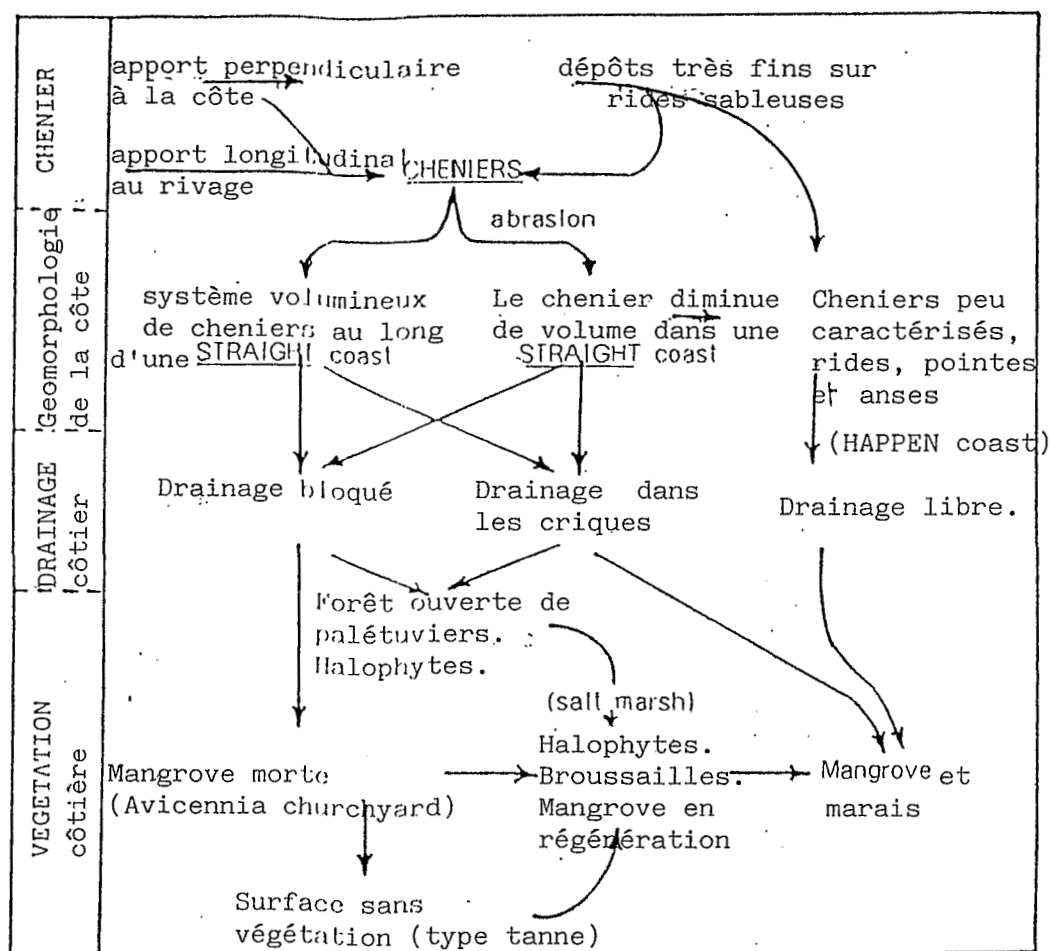 CHENIER
apport perpendiculaire
à la côte
dépôts très fins sur
rides sableuses
apport longitudinal
au rivage
CHENIERS
Geomorphologie
de la côte
abrasion
système volumineux
de cheniers au long
d'une STRAIGHT coast
Le chenier diminue
de volume dans une
STRAIGHT coast
Cheniers peu
caractérisés,
rides, pointes
et anses
(HAPPEN coast)
DRAINAGE
côtier
Drainage bloqué
Drainage dans
les criques
Drainage libre.
VEGETATION
côtière
Forêt ouverte de
palétuviers.
Halophytes.
(salt marsh)
Mangrove morte
(Avicennia churchyard)
Halophytes.
Broussailles.
Mangrove en
régénération
Mangrove et
marais
Surface sans
végétation (type tanne)